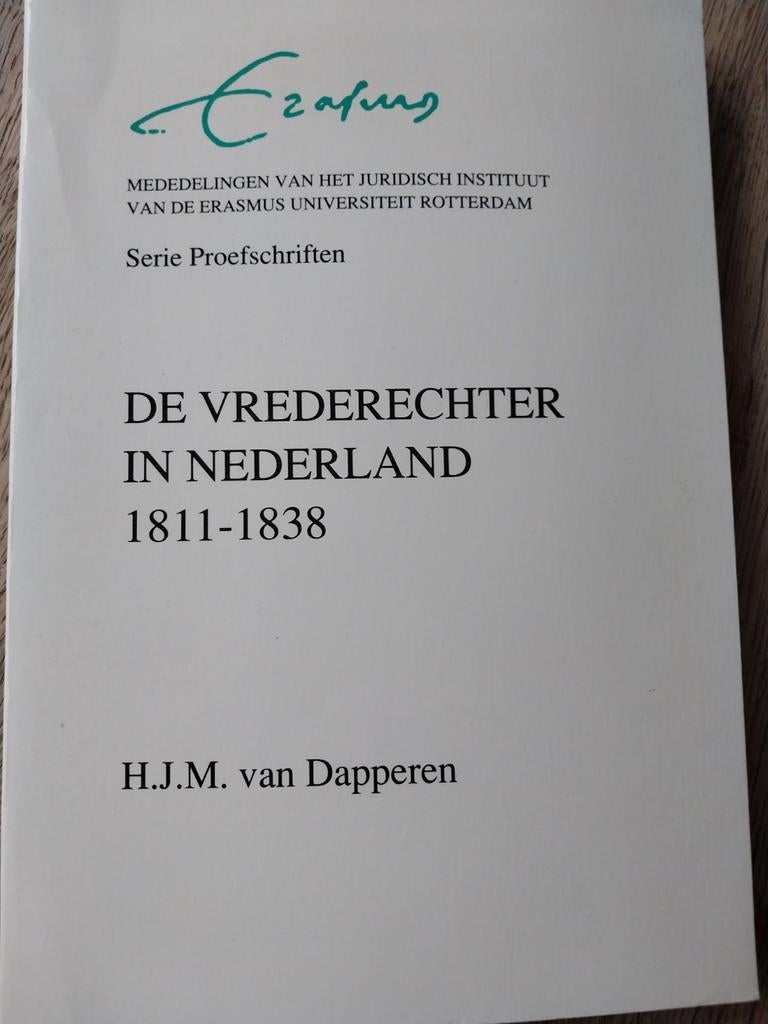 Erasmus
MEDEDELINGEN VAN HET JURIDISCH INSTITUUT
VAN DE ERASMUS UNIVERSITEIT ROTTERDAM
Serie Proefschriften
DE VREDERECHTER
IN NEDERLAND
1811-1838
H.J.M. van Dapperen